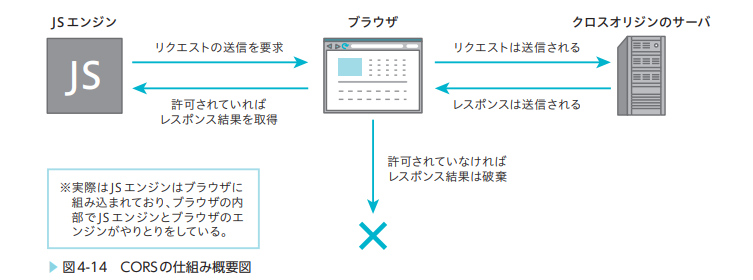 JSエンジン
ブラウザ
クロスオリジンのサーバ
リクエストの送信を要求
リクエストは送信される
JS
許可されていれば
レスポンス結果を取得
レスポンスは送信される
許可されていなければ
レスポンス結果は破棄
※実際はJSエンジンはブラウザに
組み込まれており、ブラウザの内
部でJSエンジンとブラウザのエ
ンジンがやりとりをしている。
▶ 図4-14 CORSの仕組み概要図